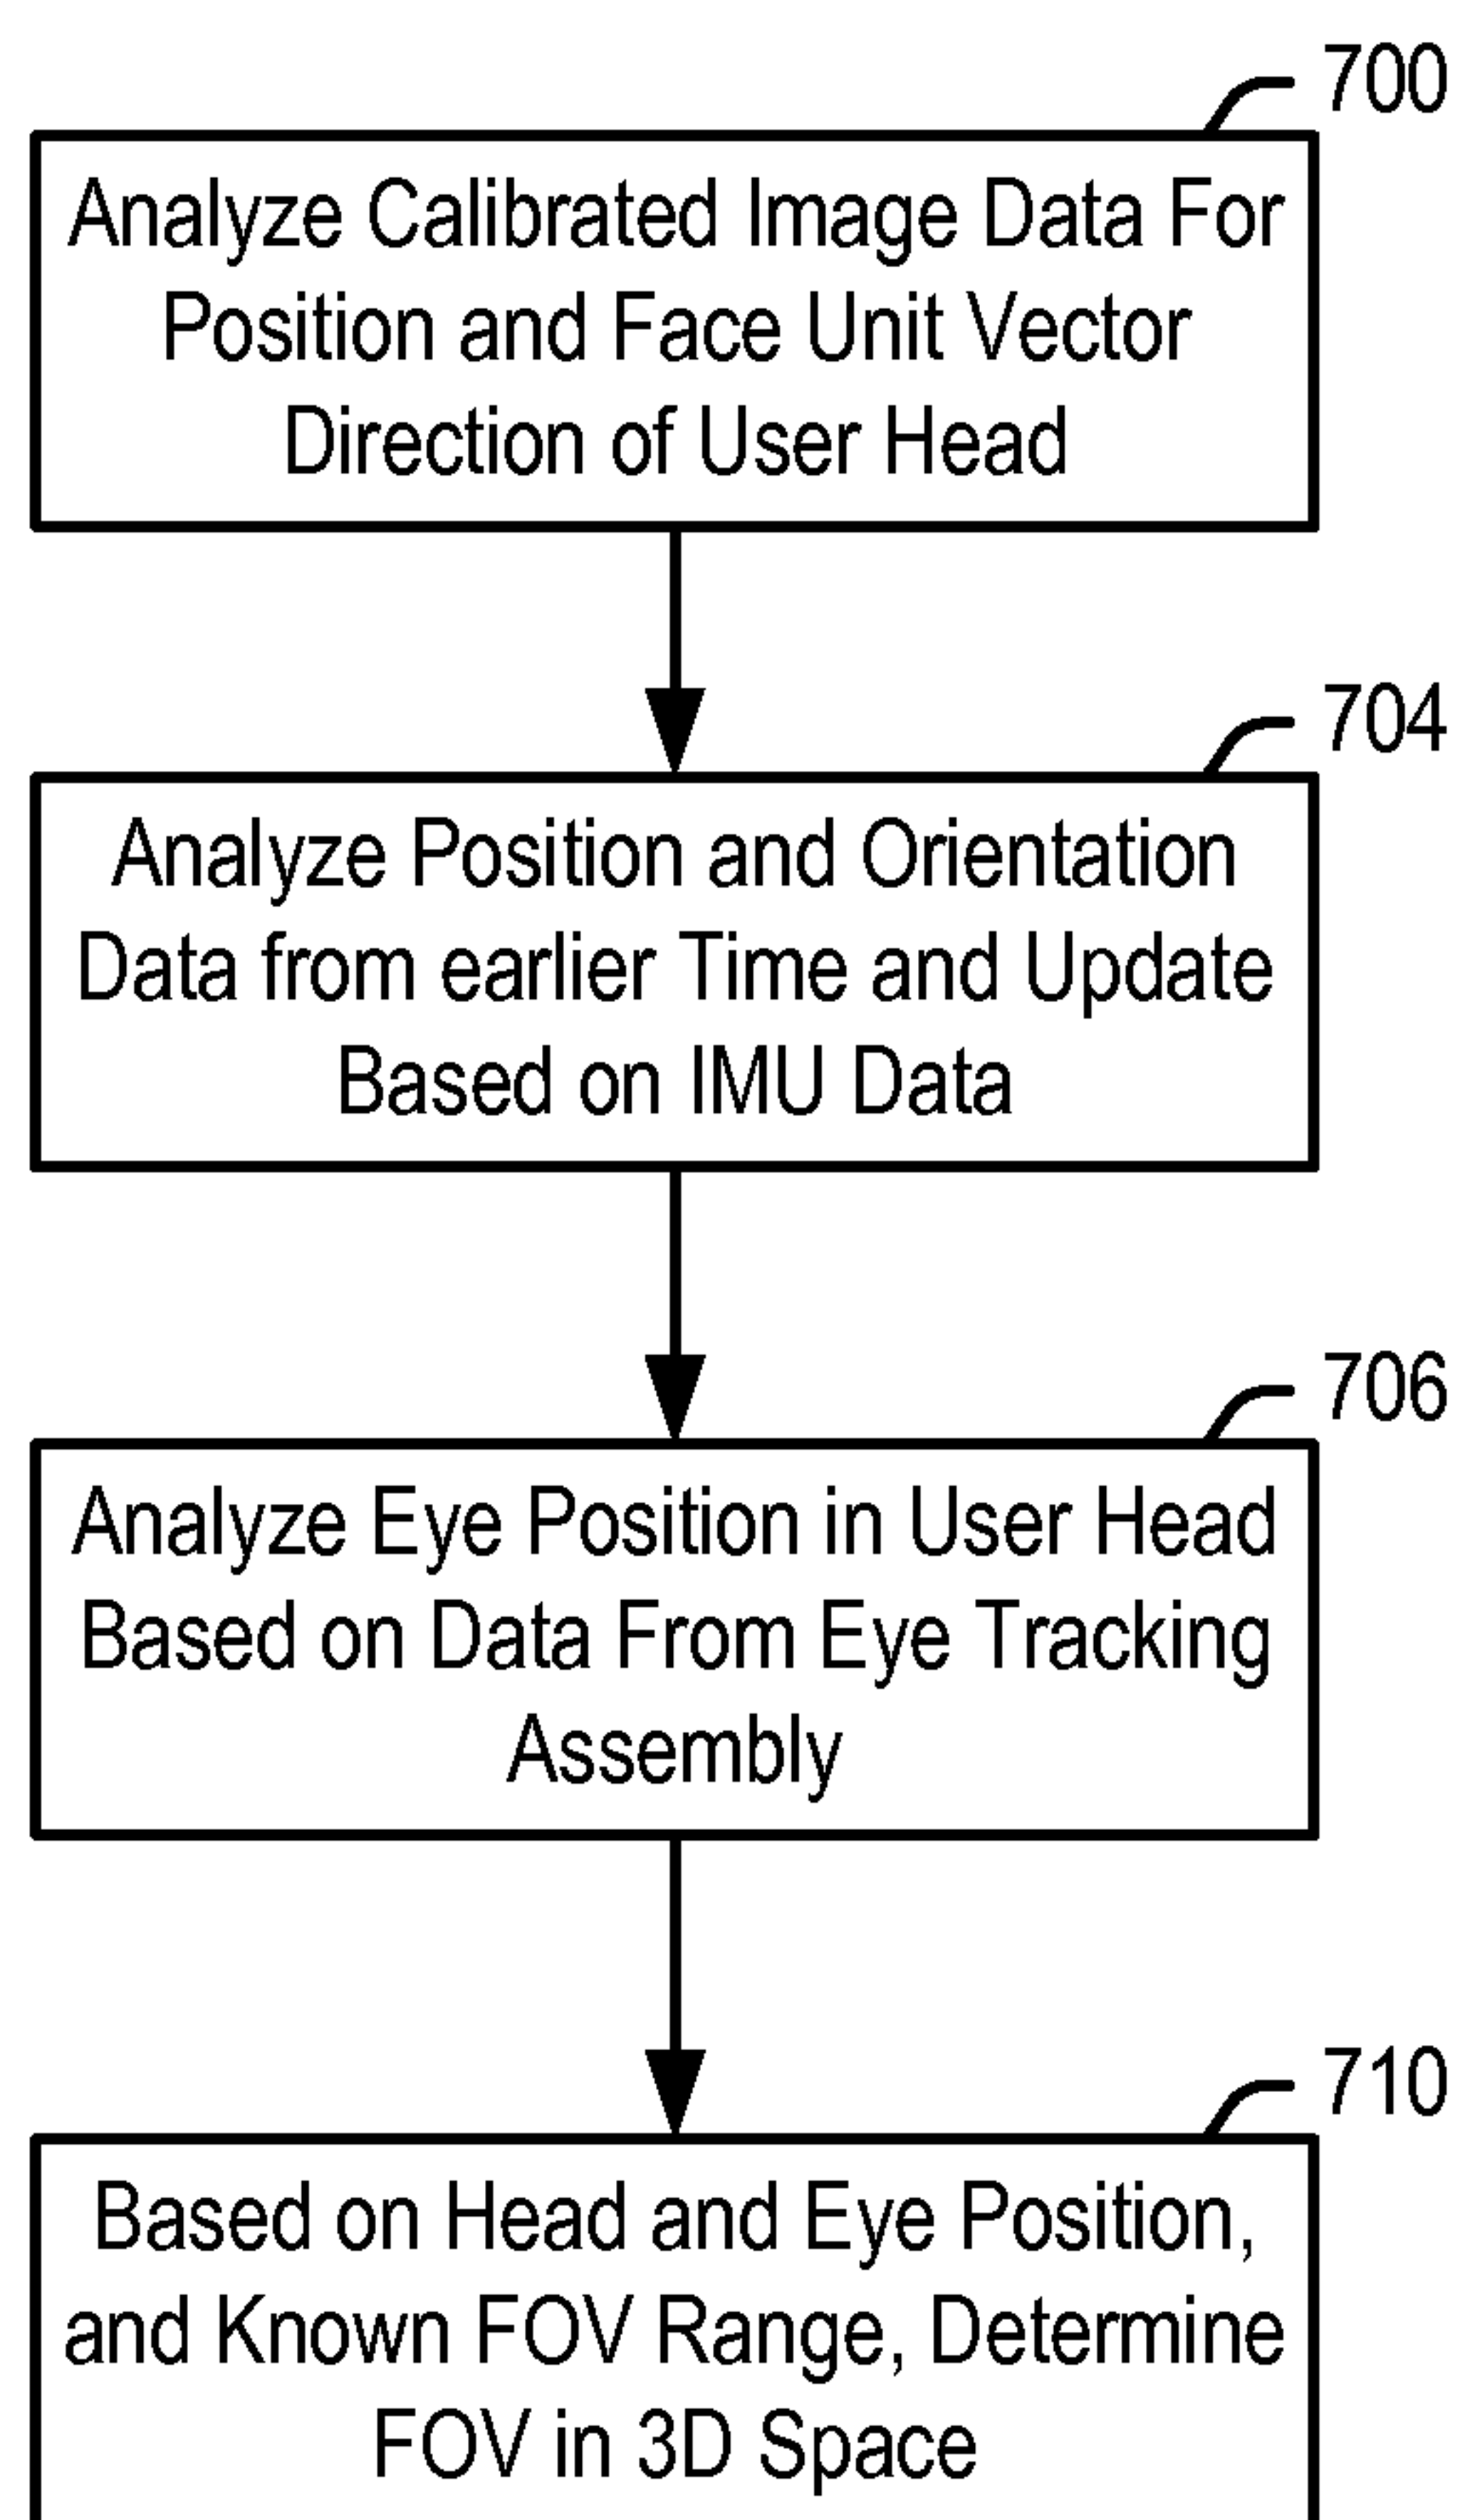 700
Analyze Calibrated Image Data For
Position and Face Unit Vector
Direction of User Head
704
Analyze Position and Orientation
Data from earlier Time and Update
Based on IMU Data
706
Analyze Eye Position in User Head
Based on Data From Eye Tracking
Assembly
710
Based on Head and Eye Position,
and Known FOV Range, Determine
FOV in 3D Space